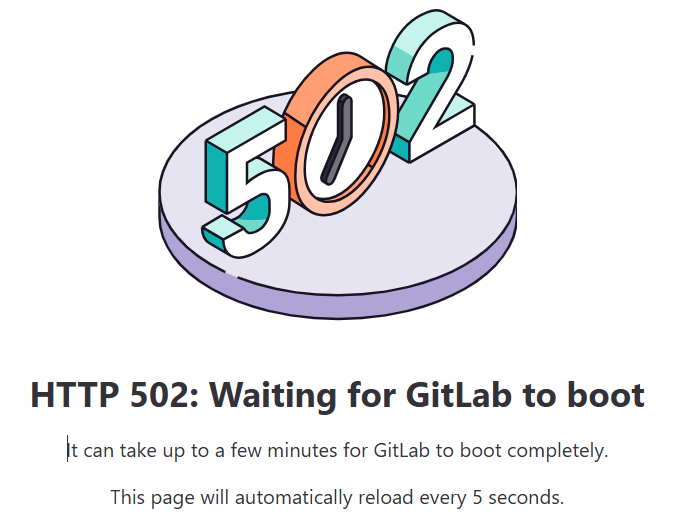 502
HTTP 502: Waiting for GitLab to boot
It can take up to a few minutes for GitLab to boot completely.
This page will automatically reload every 5 seconds.